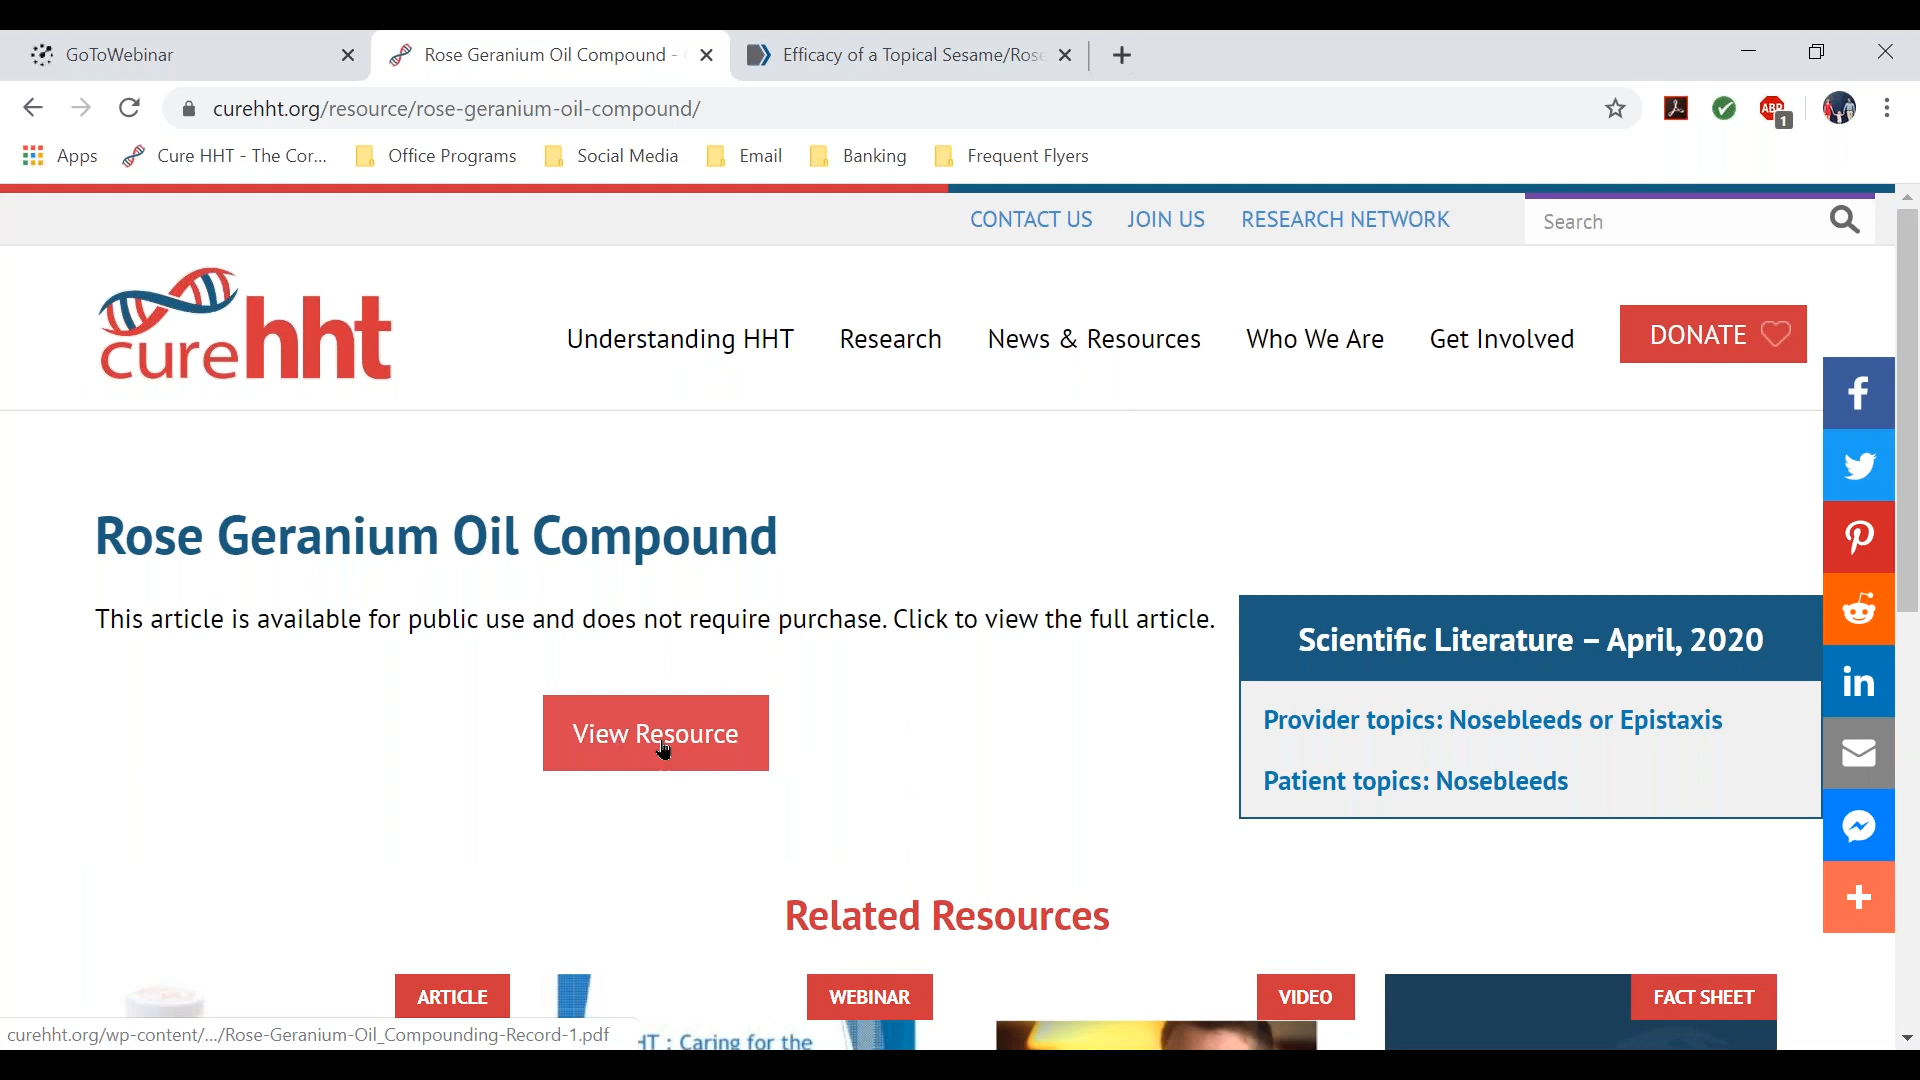 GoToWebinar
Rose Geranium Oil Compound -
Efficacy of a Topical Sesame/Rose
curehht.org/resource/rose-geranium-oil-compound/
ABP
1
Apps
Cure HHT - The Cor...
Office Programs
Social Media
Email
Banking
Frequent Flyers
CONTACT US
JOIN US
RESEARCH NETWORK
Search
curehht
Understanding HHT
Research
News & Resources
Who We Are
Get Involved
DONATE
Rose Geranium Oil Compound
This article is available for public use and does not require purchase. Click to view the full article.
View Resource
Scientific Literature – April, 2020
Provider topics: Nosebleeds or Epistaxis
Patient topics: Nosebleeds
Related Resources
ARTICLE
WEBINAR
VIDEO
FACT SHEET
curehht.org/wp-content/.../Rose-Geranium-Oil_Compounding-Record-1.pdf
HT : Caring for the